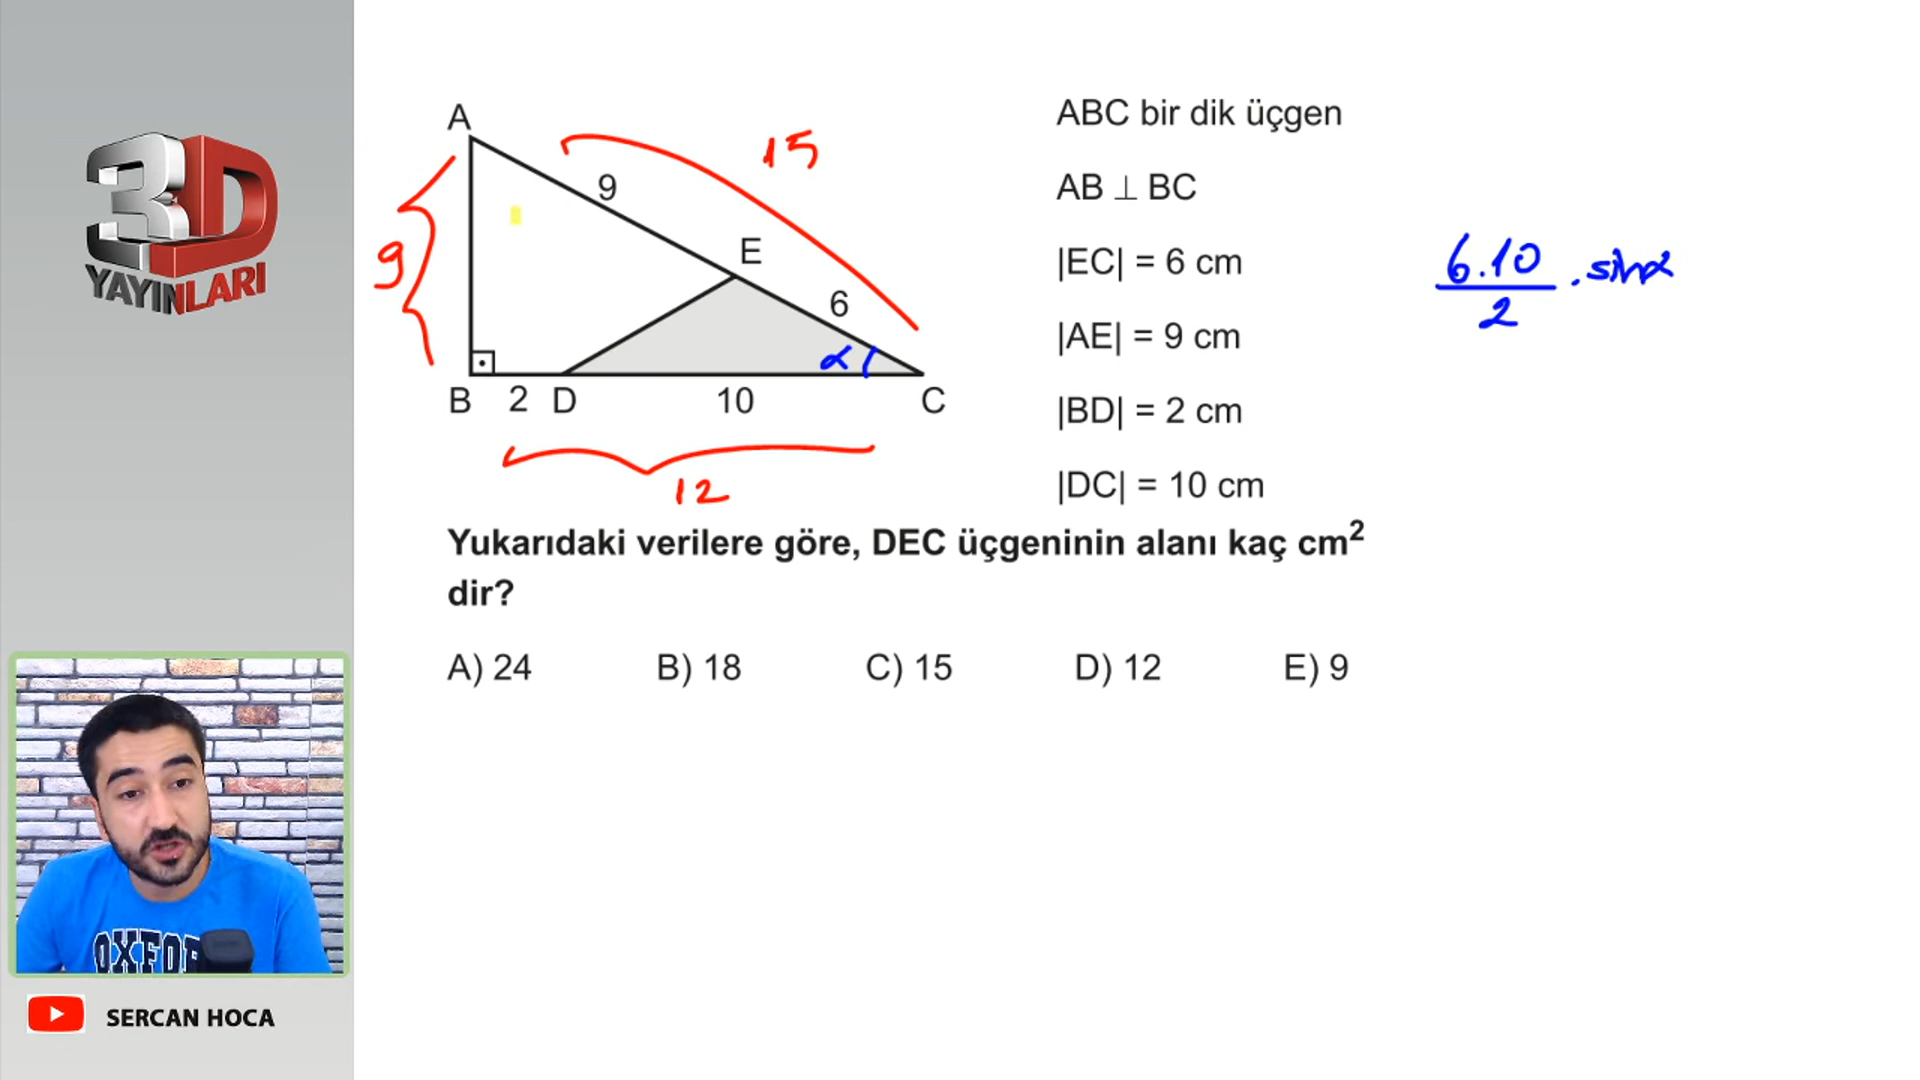 3D
YAYINLARI
A
9
15
9
E
6
α
B
2
D
10
C
12
ABC bir dik üçgen
AB ⊥ BC
|EC| = 6 cm
|AE| = 9 cm
|BD| = 2 cm
|DC| = 10 cm
6.10
2
. sinα
Yukarıdaki verilere göre, DEC üçgeninin alanı kaç cm²
dir?
A) 24 B) 18 C) 15 D) 12 E) 9
OXFOR
SERCAN HOCA